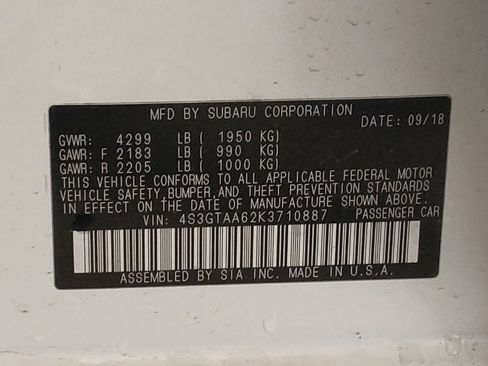 MFD BY SUBARU CORPORATION
DATE: 09/18
GVWR: 4299 LB ( 1950 KG)
GAWR: F 2183 LB ( 990 KG)
GAWR: R 2205 LB ( 1000 KG)
THIS VEHICLE CONFORMS TO ALL APPLICABLE FEDERAL MOTOR
VEHICLE SAFETY, BUMPER, AND THEFT PREVENTION STANDARDS
IN EFFECT ON THE DATE OF MANUFACTURE SHOWN ABOVE.
VIN: 4S3GTAA62K3710887 PASSENGER CAR
ASSEMBLED BY SIA INC. MADE IN U.S.A.